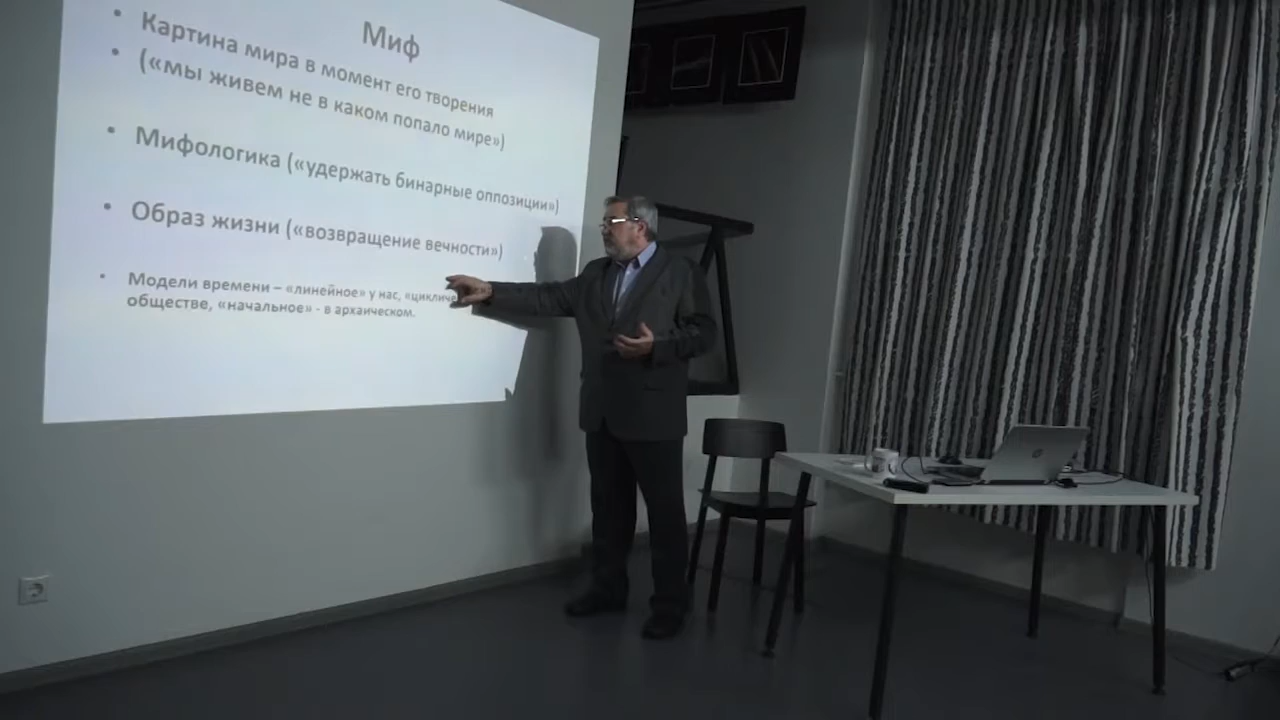 Миф
Картина мира в момент его творения
(«мы живем не в каком попало мире»)
Мифологика («удержать бинарные оппозиции»)
Образ жизни («возвращение вечности»)
Модели времени – «линейное» у нас,
обществе, «начальное» - в архаическом.